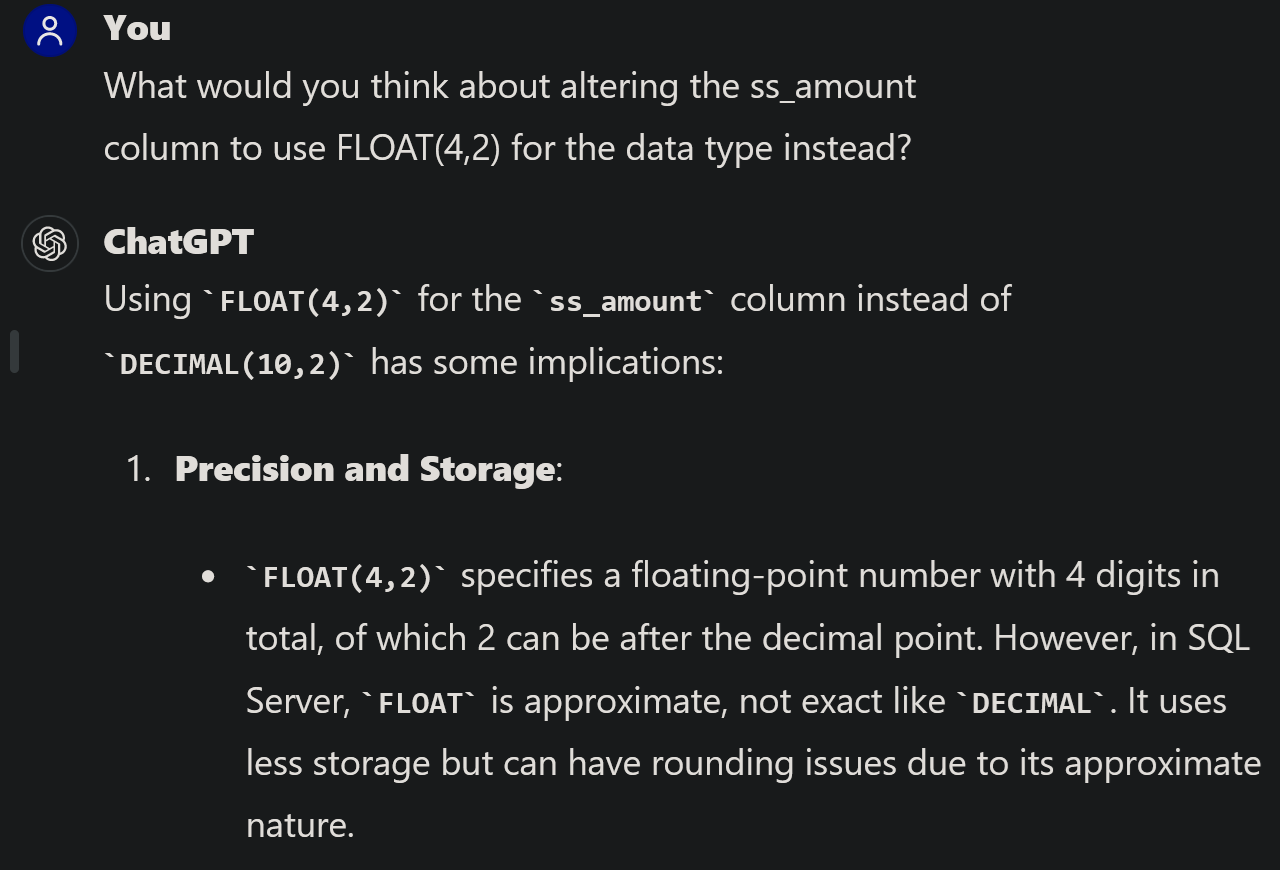 You
What would you think about altering the ss_amount
column to use FLOAT(4,2) for the data type instead?
ChatGPT
Using `FLOAT(4,2)` for the `ss_amount` column instead of
`DECIMAL(10,2)` has some implications:
1. Precision and Storage:
• `FLOAT(4,2)` specifies a floating-point number with 4 digits in
total, of which 2 can be after the decimal point. However, in SQL
Server, `FLOAT` is approximate, not exact like `DECIMAL`. It uses
less storage but can have rounding issues due to its approximate
nature.